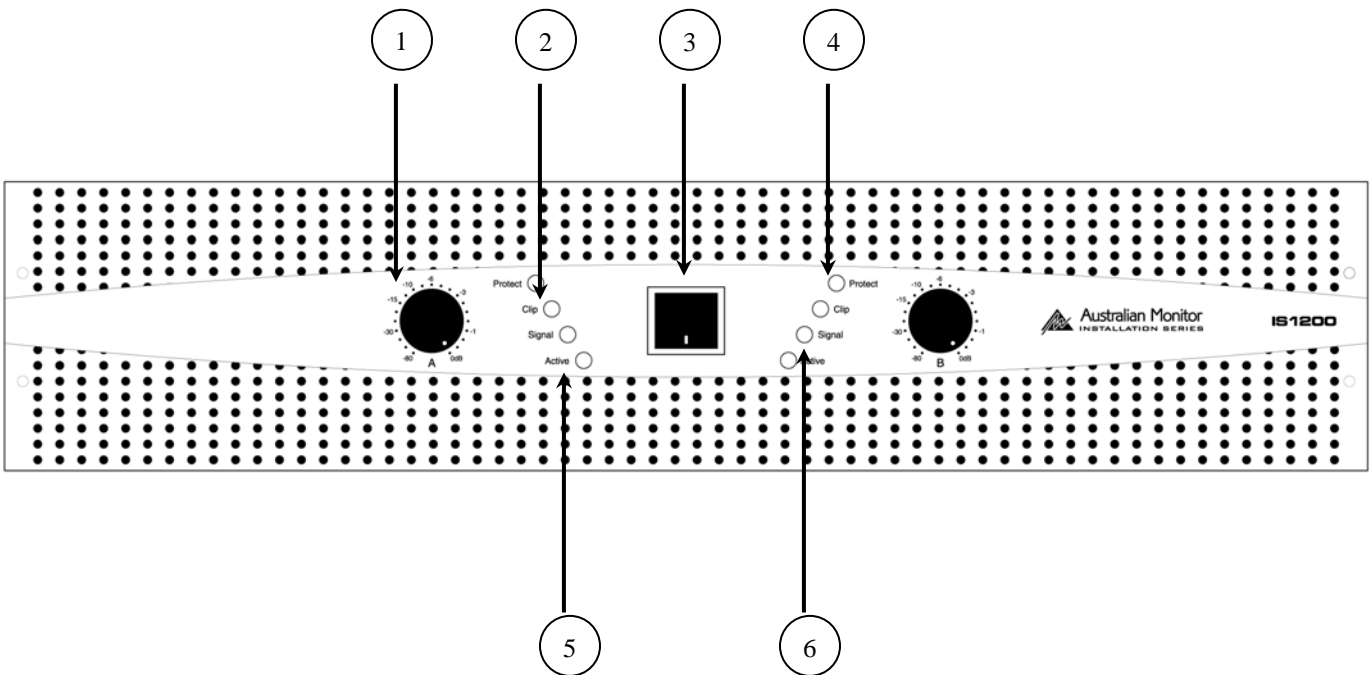 1
2
3
4
-6
-10
-3
-15
-30
-1
-80
0dB
A
Protect
Clip
Signal
Active
Protect
Clip
Signal
Active
-6
-10
-3
-15
-30
-1
-80
0dB
B
Australian Monitor
INSTALLATION SERIES
IS1200
5
6